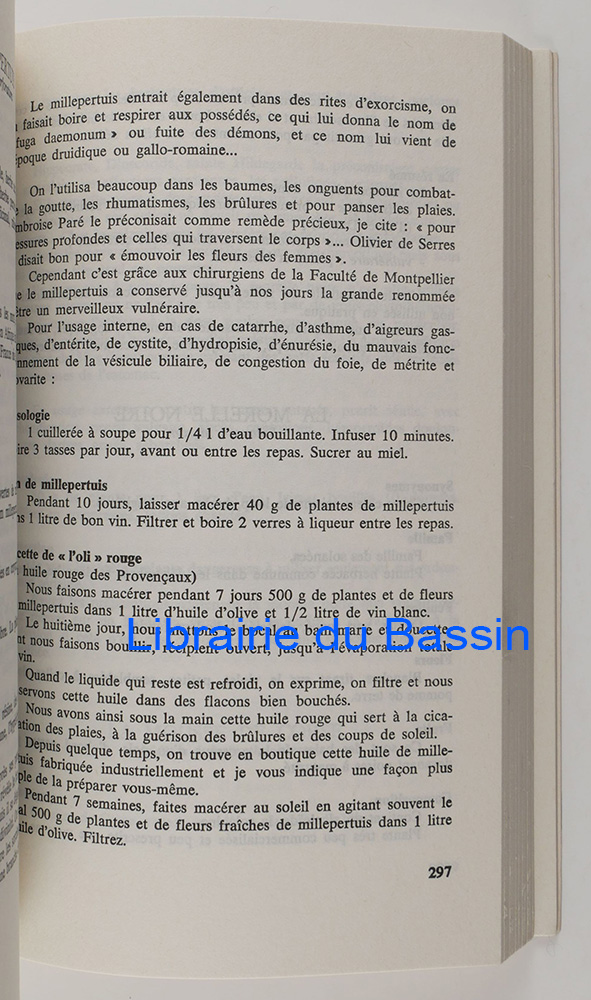 Le millepertuis entrait également dans des rites d'exorcisme, on
faisait boire et respirer aux possédés, ce qui lui donna le nom de
fuga daemonum » ou fuite des démons, et ce nom lui vient de
poque druidique ou gallo-romaine...
On l'utilisa beaucoup dans les baumes, les onguents pour combat-
la goutte, les rhumatismes, les brûlures et pour panser les plaies.
mbroise Paré le préconisait comme remède précieux, je cite : « pour
essures profondes et celles qui traversent le corps »... Olivier de Serres
disait bon pour « émouvoir les fleurs des femmes ».
Cependant c'est grâce aux chirurgiens de la Faculté de Montpellier
e le millepertuis a conservé jusqu'à nos jours la grande renommée
être un merveilleux vulnéraire.
Pour l'usage interne, en cas de catarrhe, d'asthme, d'aigreurs gas-
ques, d'entérite, de cystite, d'hydropisie, d'énurésie, du mauvais fonc-
nnement de la vésicule biliaire, de congestion du foie, de métrite et
ovarite :
sologie
1 cuillerée à soupe pour 1/4 l d'eau bouillante. Infuser 10 minutes.
ire 3 tasses par jour, avant ou entre les repas. Sucrer au miel.
de millepertuis
Pendant 10 jours, laisser macérer 40 g de plantes de millepertuis
ns 1 litre de bon vin. Filtrer et boire 2 verres à liqueur entre les repas.
cette de « l'oli » rouge
huile rouge des Provençaux)
Nous faisons macérer pendant 7 jours 500 g de plantes et de fleurs
millepertuis dans 1 litre d'huile d'olive et 1/2 litre de vin blanc.
Le huitième jour, nous mettons le bocal au bain-marie et
nt nous faisons bouillir, récipient ouvert, jusqu'à l'évaporation totale
vin.
Librairie du Bassin
Quand le liquide qui reste est refroidi, on exprime, on filtre et nous
servons cette huile dans des flacons bien bouchés.
Nous avons ainsi sous la main cette huile rouge qui sert à la cica-
ation des plaies, à la guérison des brûlures et des coups de soleil.
Depuis quelque temps, on trouve en boutique cette huile de mille-
tuis fabriquée industriellement et je vous indique une façon plus
ple de la préparer vous-même.
Pendant 7 semaines, faites macérer au soleil en agitant souvent le
al 500 g de plantes et de fleurs fraîches de millepertuis dans 1 litre
uile d'olive. Filtrez.
297